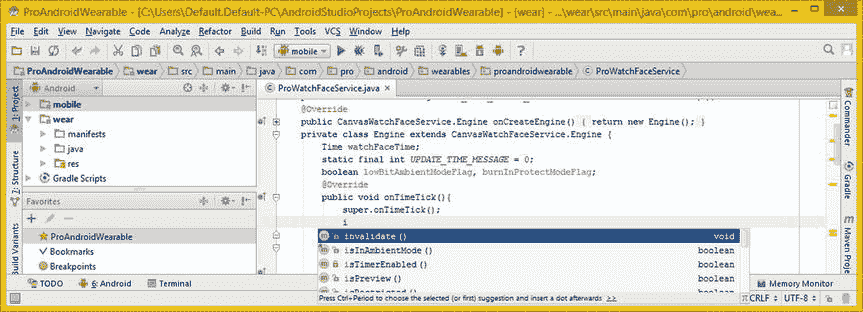 ProAndroidWearable - [C:\Users\Default.Default-PC\AndroidStudioProjects\ProAndroidWearable] - [wear] - ...\wear\src\main\java\com\pro\android\wea...
File Edit View Navigate Code Analyze Refactor Build Run Tools VCS Window Help
mobile
ProAndroidWearable wear src main java com pro android wearables proandroidwearable ProWatchFaceService
1: Project
7: Structure
Build Variants
Android
mobile
wear
manifests
java
res
Gradle Scripts
Favorites
ProAndroidWearable
Bookmarks
Breakpoints
ProWatchFaceService.java
@Override
public CanvasWatchFaceService.Engine onCreateEngine() { return new Engine(); }
private class Engine extends CanvasWatchFaceService.Engine {
Time watchFaceTime;
static final int UPDATE_TIME_MESSAGE = 0;
boolean lowBitAmbientModeFlag, burnInProtectModeFlag;
@Override
public void onTimeTick(){
super.onTimeTick();
i
invalidate() void
isInAmbientMode() boolean
isTimerEnabled() boolean
isPreview() boolean
isRestricted() boolean
Press Ctrl+Period to choose the selected (or first) suggestion and insert a dot afterwards >>
Commander
Gradle
Maven Proje
TODO 6: Android Terminal Memory Monitor
CRLF UTF-8